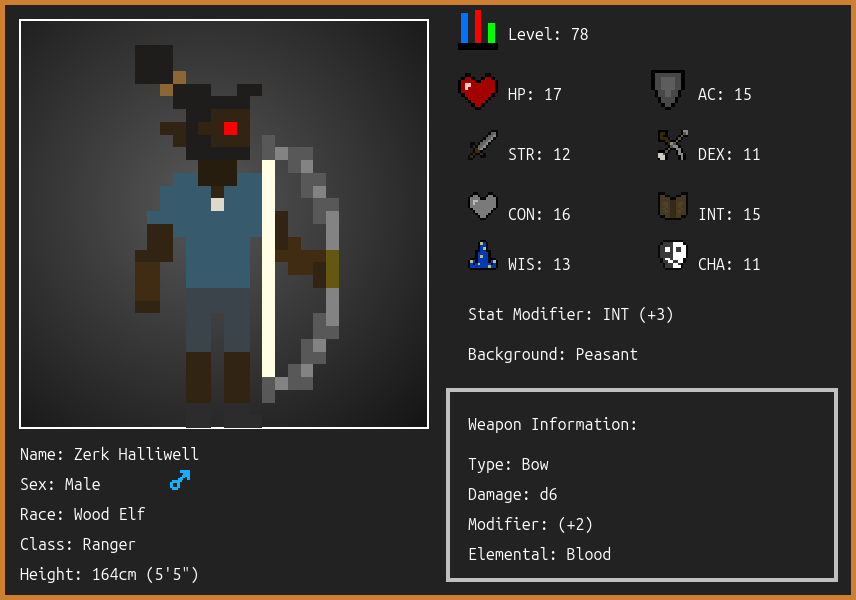 Level: 78
HP: 17
AC: 15
STR: 12
DEX: 11
CON: 16
INT: 15
WIS: 13
CHA: 11
Stat Modifier: INT (+3)
Background: Peasant
Weapon Information:
Type: Bow
Damage: d6
Modifier: (+2)
Elemental: Blood
Name: Zerk Halliwell
Sex: Male
Race: Wood Elf
Class: Ranger
Height: 164cm (5'5")